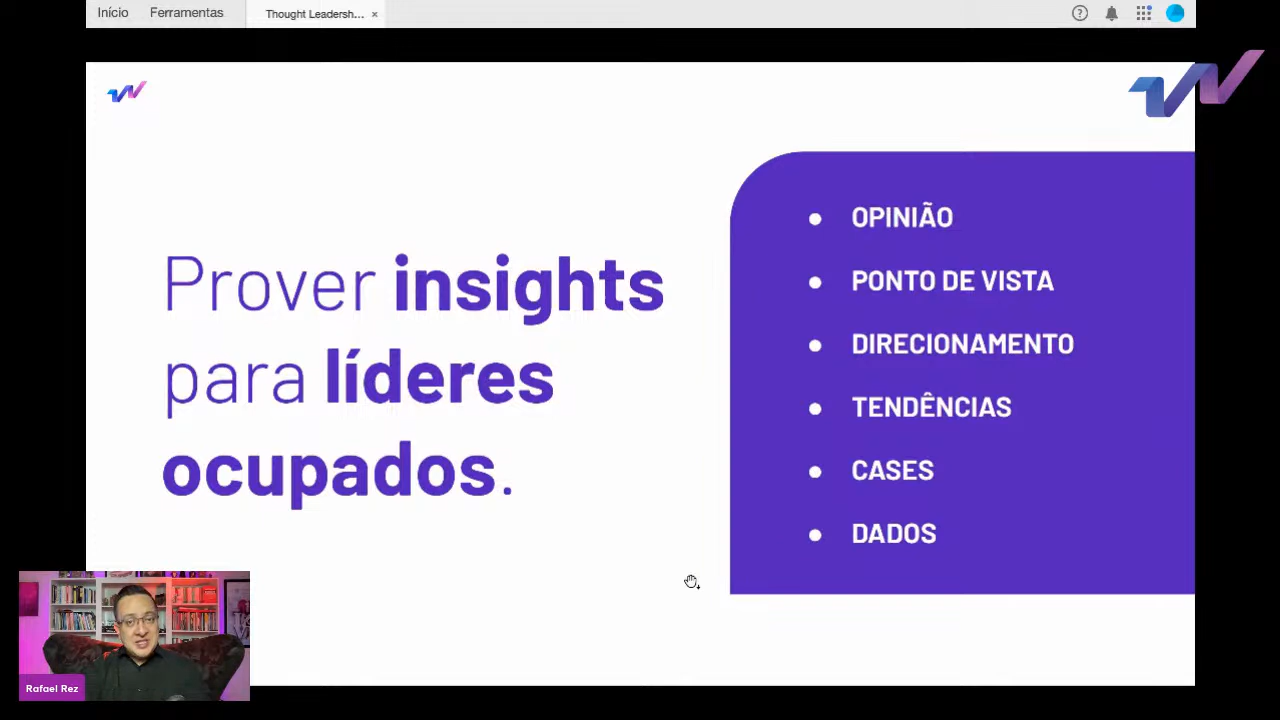 Início
Ferramentas
Thought Leadersh... ×
Prover insights
para líderes
ocupados.
• OPINIÃO
• PONTO DE VISTA
• DIRECIONAMENTO
• TENDÊNCIAS
• CASES
• DADOS
Rafael Rez